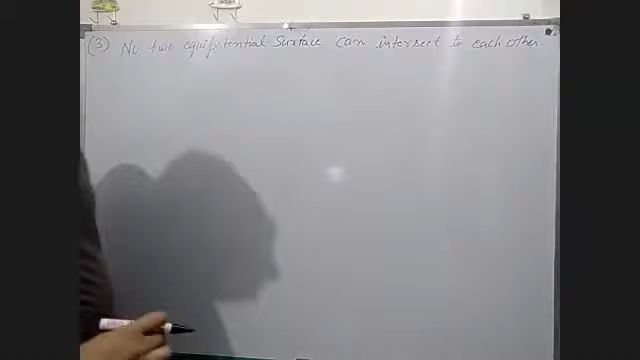 (3) No two equipotential surface can intersect to each other.